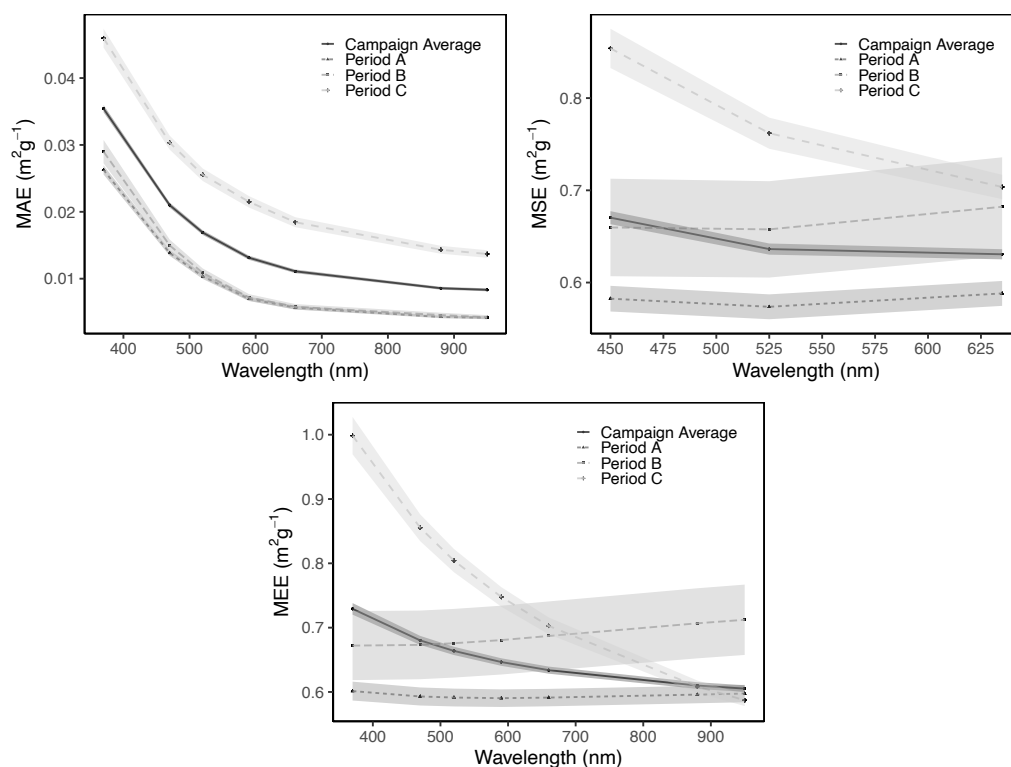 MAE (m²g⁻¹)
0.04
0.03
0.02
0.01
Campaign Average
Period A
Period B
Period C
400 500 600 700 800 900
Wavelength (nm)
MSE (m²g⁻¹)
0.8
0.7
0.6
Campaign Average
Period A
Period B
Period C
450 475 500 525 550 575 600 625
Wavelength (nm)
MEE (m²g⁻¹)
1.0
0.9
0.8
0.7
0.6
Campaign Average
Period A
Period B
Period C
400 500 600 700 800 900
Wavelength (nm)